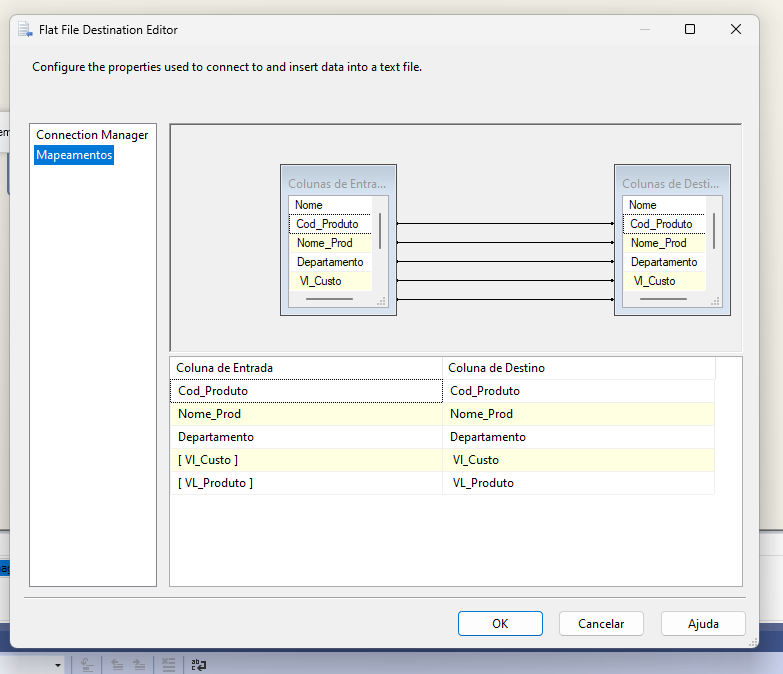 Flat File Destination Editor
Configure the properties used to connect to and insert data into a text file.
Connection Manager
Mapeamentos
Colunas de Entra...
Nome
Cod_Produto
Nome_Prod
Departamento
Vl_Custo
Colunas de Desti...
Nome
Cod_Produto
Nome_Prod
Departamento
Vl_Custo
Coluna de Entrada Coluna de Destino
Cod_Produto Cod_Produto
Nome_Prod Nome_Prod
Departamento Departamento
[ Vl_Custo ] Vl_Custo
[ VL_Produto ] VL_Produto
OK Cancelar Ajuda